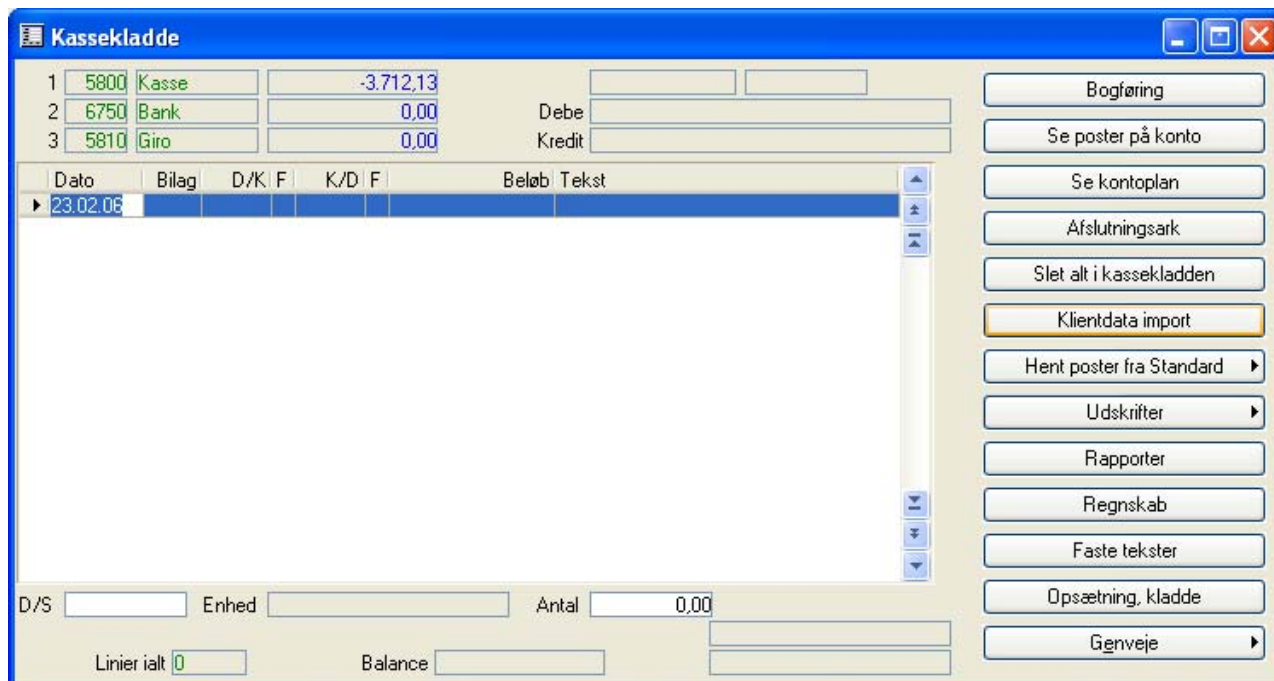 Kassekladde
1 5800 Kasse -3.712,13
2 6750 Bank 0,00 Debe
3 5810 Giro 0,00 Kredit
Dato Bilag D/K F K/D F Beløb Tekst
23.02.06
D/S Enhed Antal 0,00
Linier ialt 0 Balance
Bogføring
Se poster på konto
Se kontoplan
Afslutningsark
Slet alt i kassekladden
Klientdata import
Hent poster fra Standard
Udskrifter
Rapporter
Regnskab
Faste tekster
Opsætning, kladde
Genveje